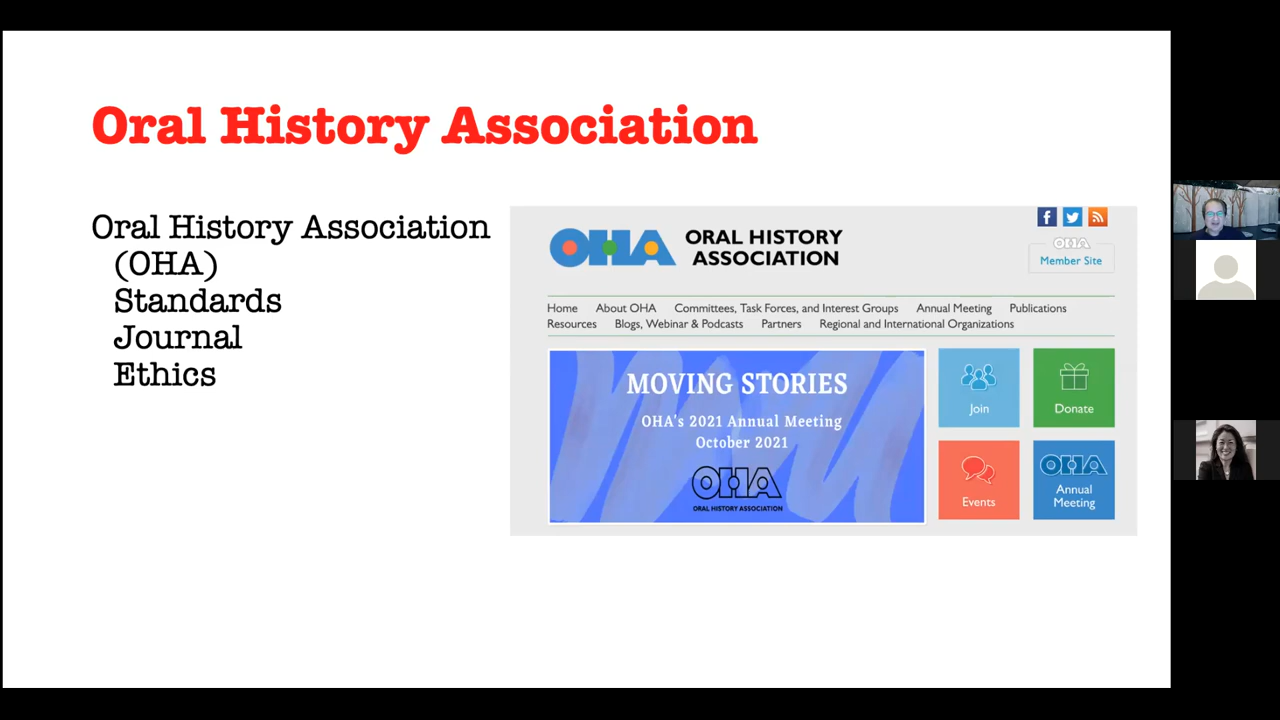 Oral History Association
Oral History Association
(OHA)
Standards
Journal
Ethics
OHA ORAL HISTORY
ASSOCIATION
OHA
Member Site
Home About OHA Committees, Task Forces, and Interest Groups Annual Meeting Publications
Resources Blogs, Webinar & Podcasts Partners Regional and International Organizations
MOVING STORIES
OHA's 2021 Annual Meeting
October 2021
OHA
ORAL HISTORY ASSOCIATION
Join
Donate
Events
OHA
Annual
Meeting